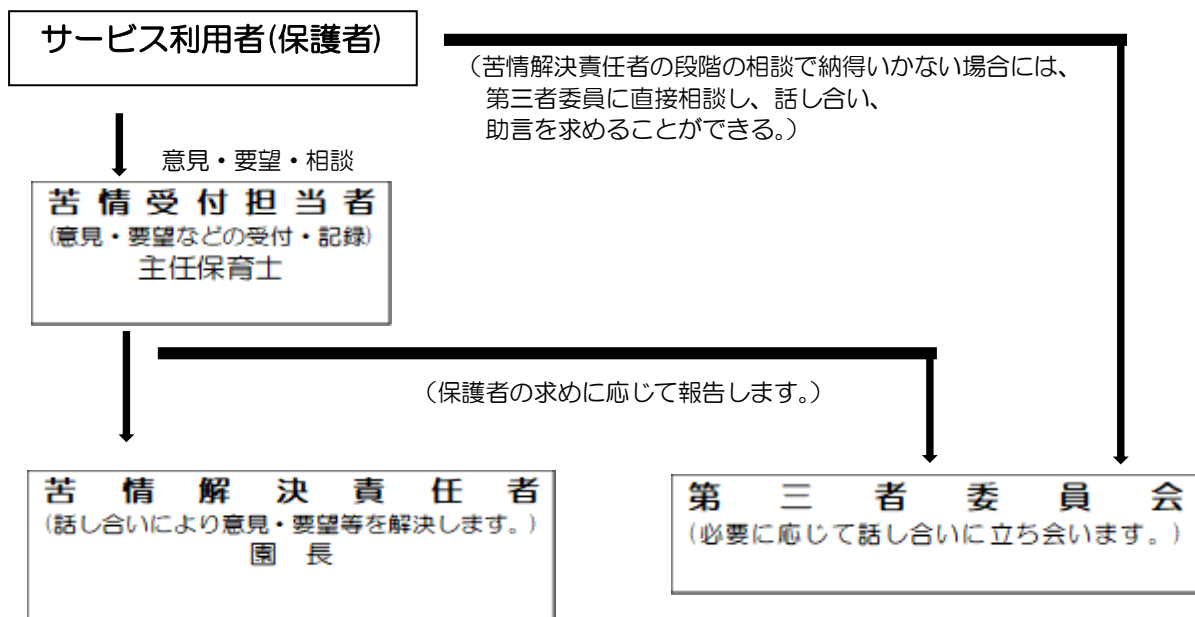 サービス利用者(保護者)
（苦情解決責任者の段階の相談で納得いかない場合には、
第三者委員に直接相談し、話し合い、
助言を求めることができる。）
意見・要望・相談
苦情受付担当者
(意見・要望などの受付・記録)
主任保育士
（保護者の求めに応じて報告します。）
苦情解決責任者
(話し合いにより意見・要望等を解決します。)
園 長
第三者委員会
(必要に応じて話し合いに立ち会います。)